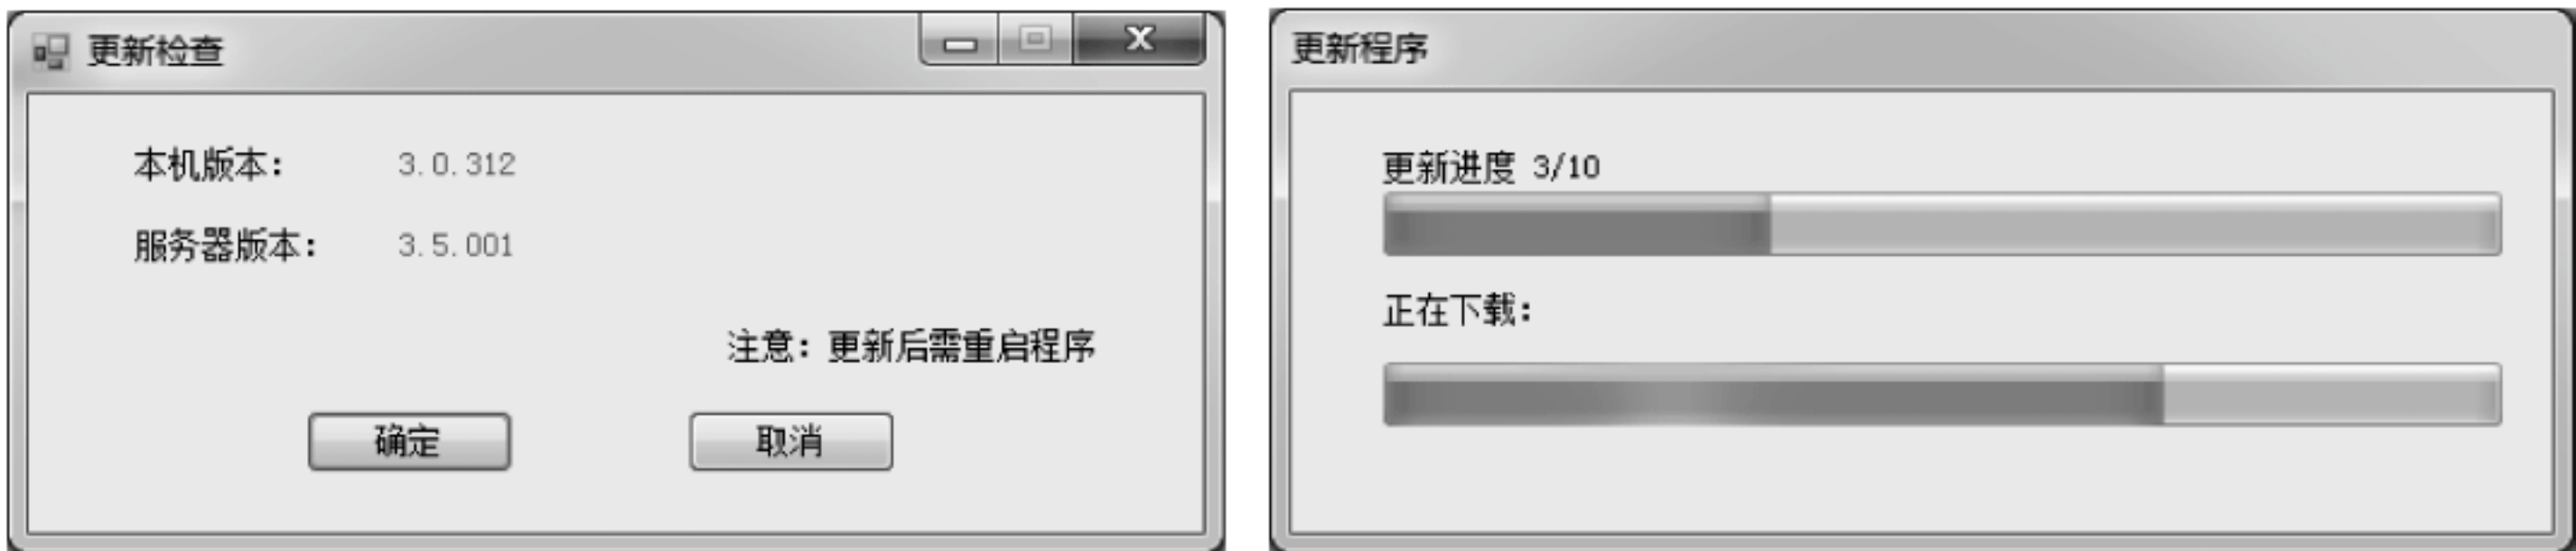 更新检查
本机版本: 3.0.312
服务器版本: 3.5.001
注意: 更新后需重启程序
确定 取消
更新程序
更新进度 3/10
正在下载: